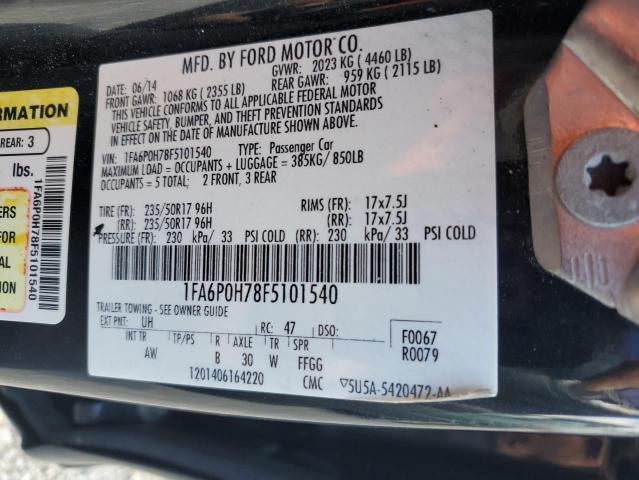 MFD. BY FORD MOTOR CO.
DATE: 06/14 GVWR: 2023 KG ( 4460 LB)
FRONT GAWR: 1068 KG ( 2355 LB) REAR GAWR: 959 KG ( 2115 LB)
THIS VEHICLE CONFORMS TO ALL APPLICABLE FEDERAL MOTOR
VEHICLE SAFETY, BUMPER, AND THEFT PREVENTION STANDARDS
IN EFFECT ON THE DATE OF MANUFACTURE SHOWN ABOVE.
VIN: 1FA6P0H78F5101540 TYPE: Passenger Car
MAXIMUM LOAD = OCCUPANTS + LUGGAGE = 385KG/ 850LB
OCCUPANTS = 5 TOTAL; 2 FRONT, 3 REAR
TIRE (FR): 235/50R17 96H RIMS (FR): 17x7.5J
(RR): 235/50R17 96H (RR): 17x7.5J
PRESSURE (FR): 230 kPa/ 33 PSI COLD (RR): 230 kPa/ 33 PSI COLD
1FA6P0H78F5101540
TRAILER TOWING - SEE OWNER GUIDE
EXT PNT: UH RC: 47 DSO:
INT TR TP/PS R AXLE TR SPR
AW B 30 W FFGG
F0067
R0079
1201406164220 CMC 5U5A-5420472-AA
ORMATION
REAR: 3
lbs.
ERS
FOR
AL
TION
1FA6P0H78F5101540